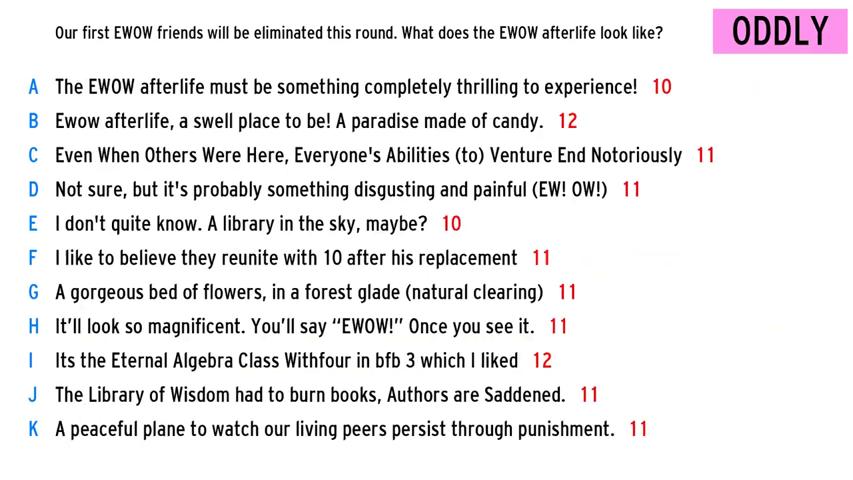 Our first EWOW friends will be eliminated this round. What does the EWOW afterlife look like?
ODDLY
A The EWOW afterlife must be something completely thrilling to experience! 10
B Ewow afterlife, a swell place to be! A paradise made of candy. 12
C Even When Others Were Here, Everyone's Abilities (to) Venture End Notoriously 11
D Not sure, but it's probably something disgusting and painful (EW! OW!) 11
E I don't quite know. A library in the sky, maybe? 10
F I like to believe they reunite with 10 after his replacement 11
G A gorgeous bed of flowers, in a forest glade (natural clearing) 11
H It’ll look so magnificent. You’ll say “EWOW!” Once you see it. 11
I Its the Eternal Algebra Class Withfour in bfb 3 which I liked 12
J The Library of Wisdom had to burn books, Authors are Saddened. 11
K A peaceful plane to watch our living peers persist through punishment. 11